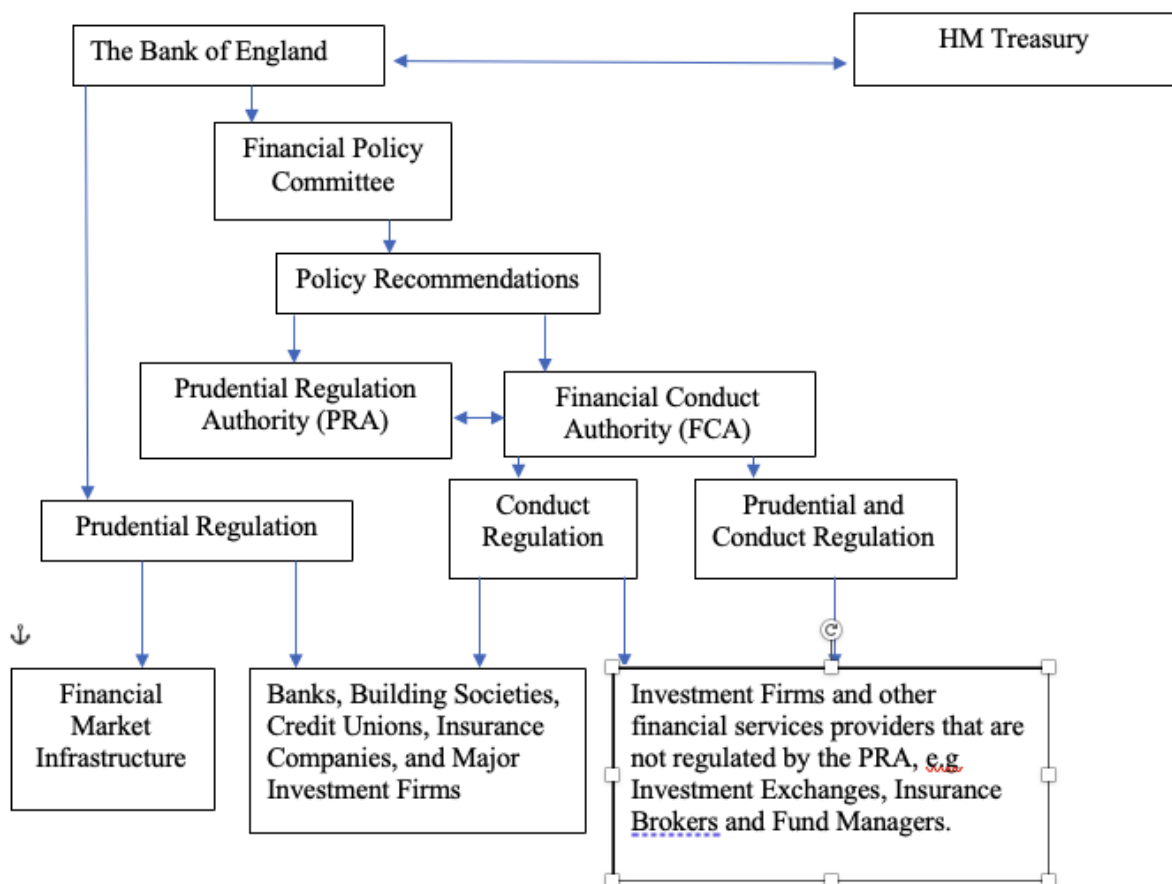 The Bank of England
HM Treasury
Financial Policy
Committee
Policy Recommendations
Prudential Regulation
Authority (PRA)
Financial Conduct
Authority (FCA)
Prudential Regulation
Conduct
Regulation
Prudential and
Conduct Regulation
Financial
Market
Infrastructure
Banks, Building Societies,
Credit Unions, Insurance
Companies, and Major
Investment Firms
Investment Firms and other
financial services providers that are
not regulated by the PRA, e.g
Investment Exchanges, Insurance
Brokers and Fund Managers.